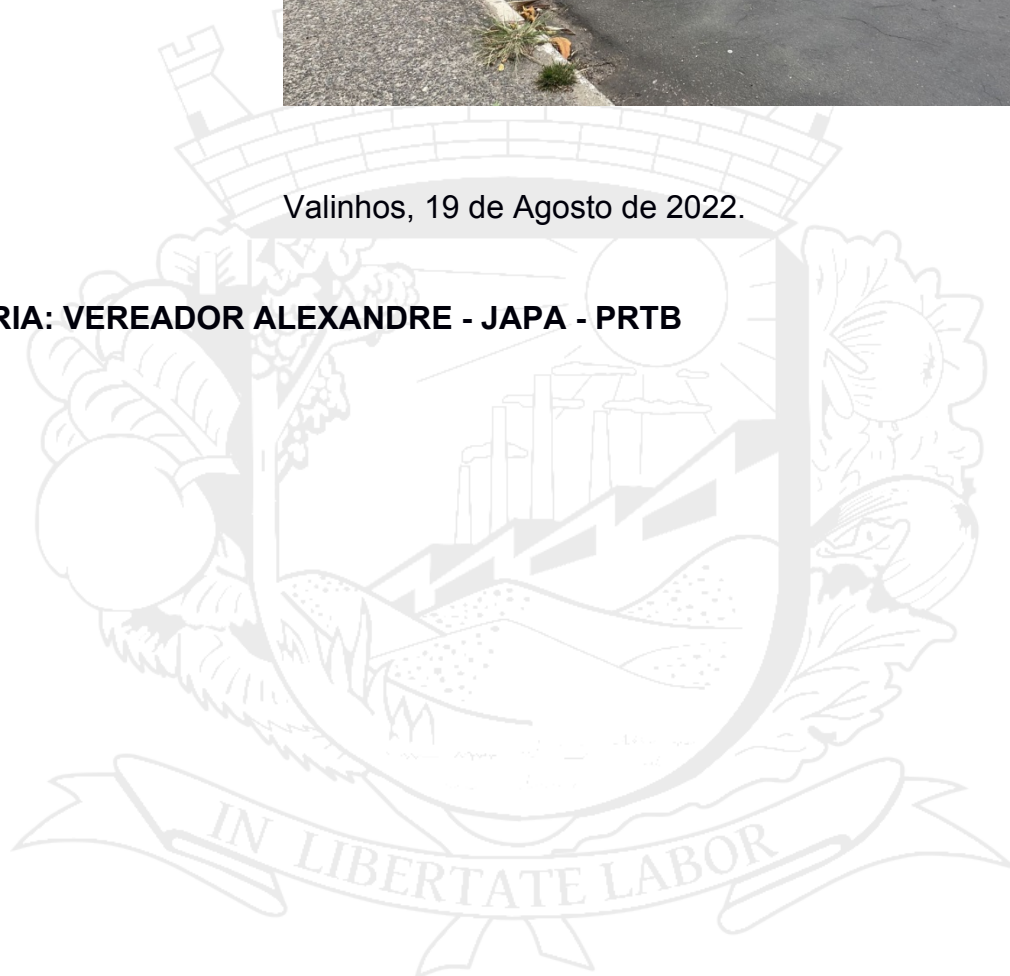 Valinhos, 19 de Agosto de 2022.
RIA: VEREADOR ALEXANDRE - JAPA - PRTB
IN LIBERTATE LABOR